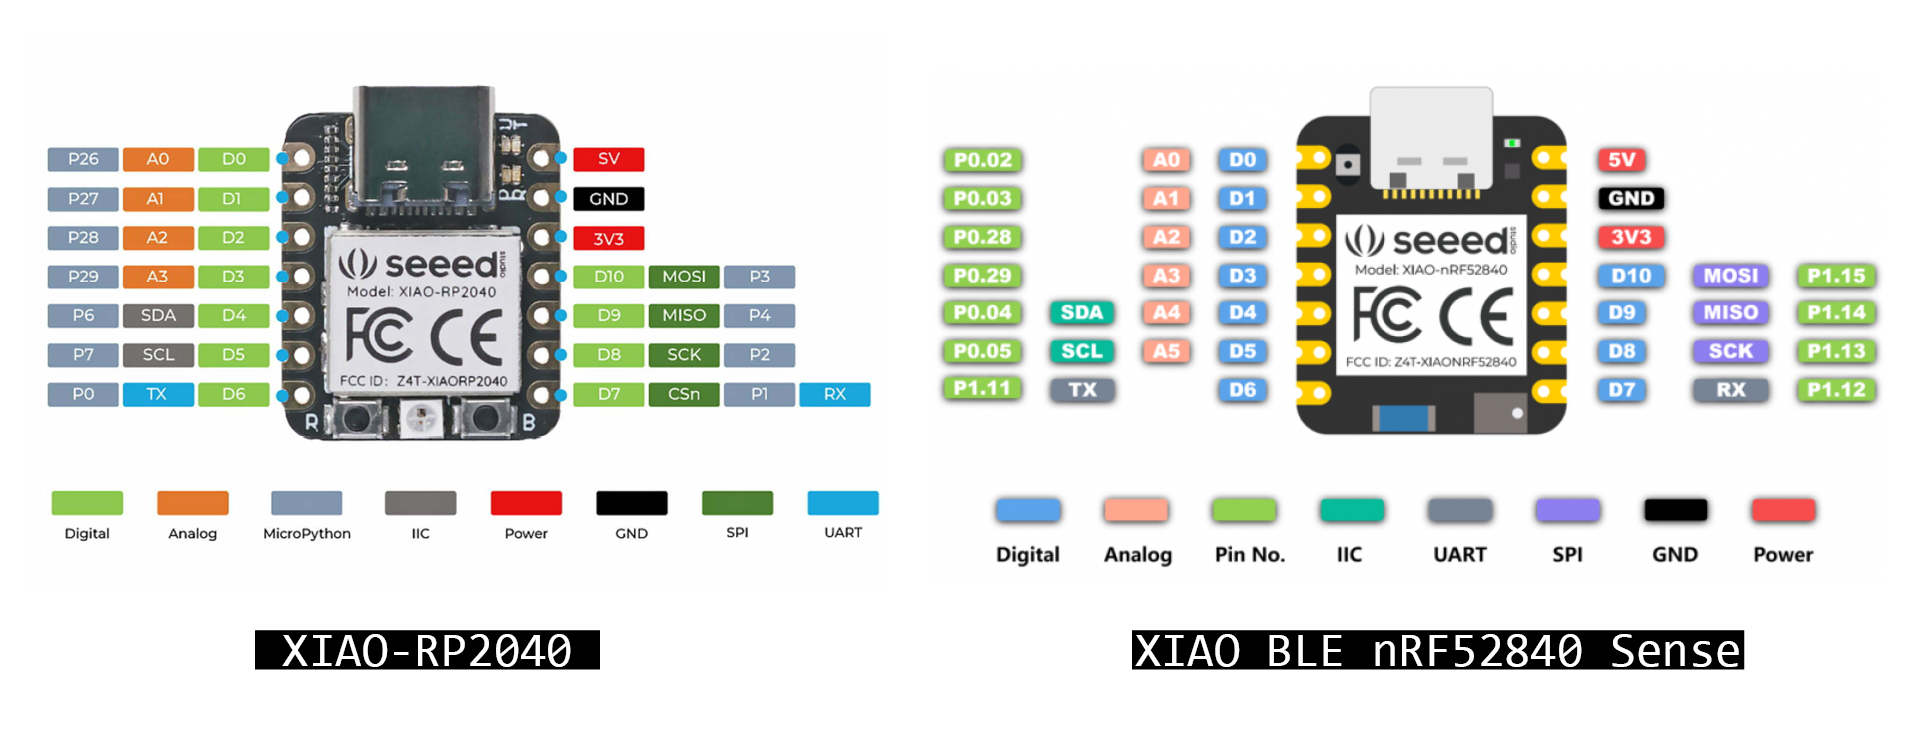 P26 A0 D0 5V
P27 A1 D1 GND
P28 A2 D2 3V3
P29 A3 D3 D10 MOSI P3
P6 SDA D4 D9 MISO P4
P7 SCL D5 D8 SCK P2
P0 TX D6 D7 CSn P1 RX
seeed studio
Model: XIAO-RP2040
FC CE
FCC ID: Z4T-XIAORP2040
R B
Digital Analog MicroPython IIC Power GND SPI UART
XIAO-RP2040
P0.02 A0 D0 5V
P0.03 A1 D1 GND
P0.28 A2 D2 3V3
P0.29 A3 D3 D10 MOSI P1.15
P0.04 SDA A4 D4 D9 MISO P1.14
P0.05 SCL A5 D5 D8 SCK P1.13
P1.11 TX D6 D7 RX P1.12
seeed studio
Model: XIAO-nRF52840
FC CE
FCC ID: Z4T-XIAONRF52840
Digital Analog Pin No. IIC UART SPI GND Power
XIAO BLE nRF52840 Sense